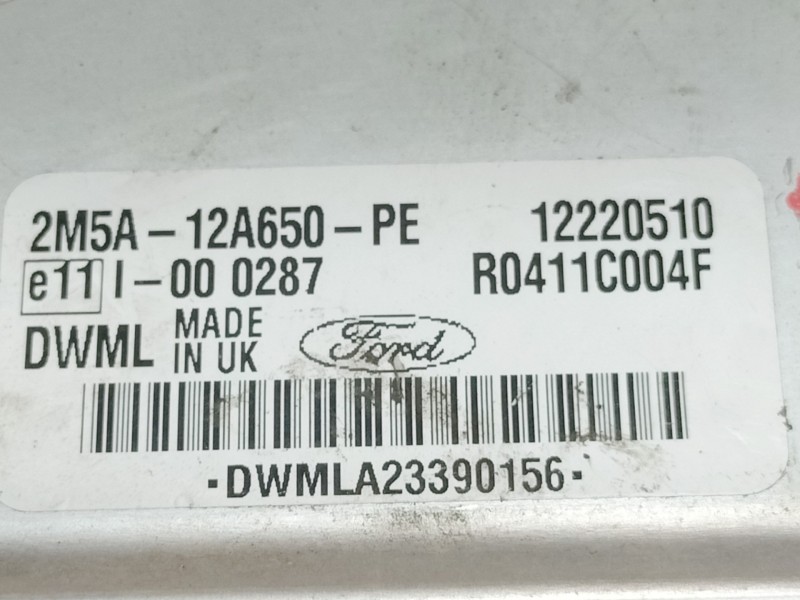 2M5A-12A650-PE 12220510
e11 I-00 0287 R0411C004F
DWML MADE IN UK Ford
-DWMLA23390156-